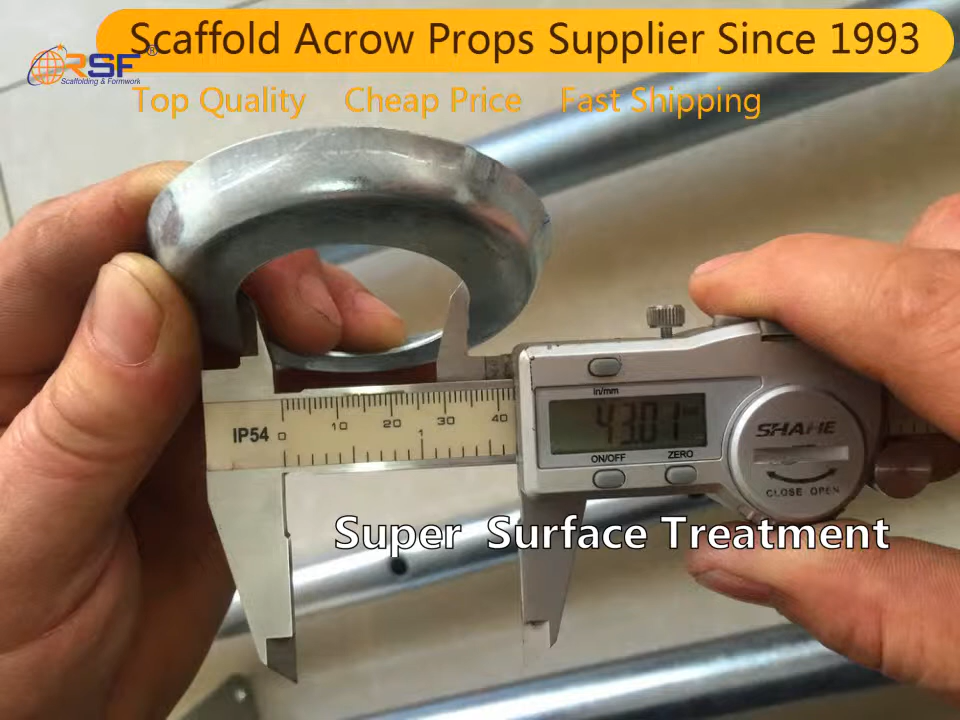 Scaffold Acrow Props Supplier Since 1993
RSF®
Scaffolding & Formwork
Top Quality Cheap Price Fast Shipping
in/mm
43.01
IP54
0 10 20 30 40
1
ON/OFF ZERO
SHAHE
CLOSE OPEN
Super Surface Treatment